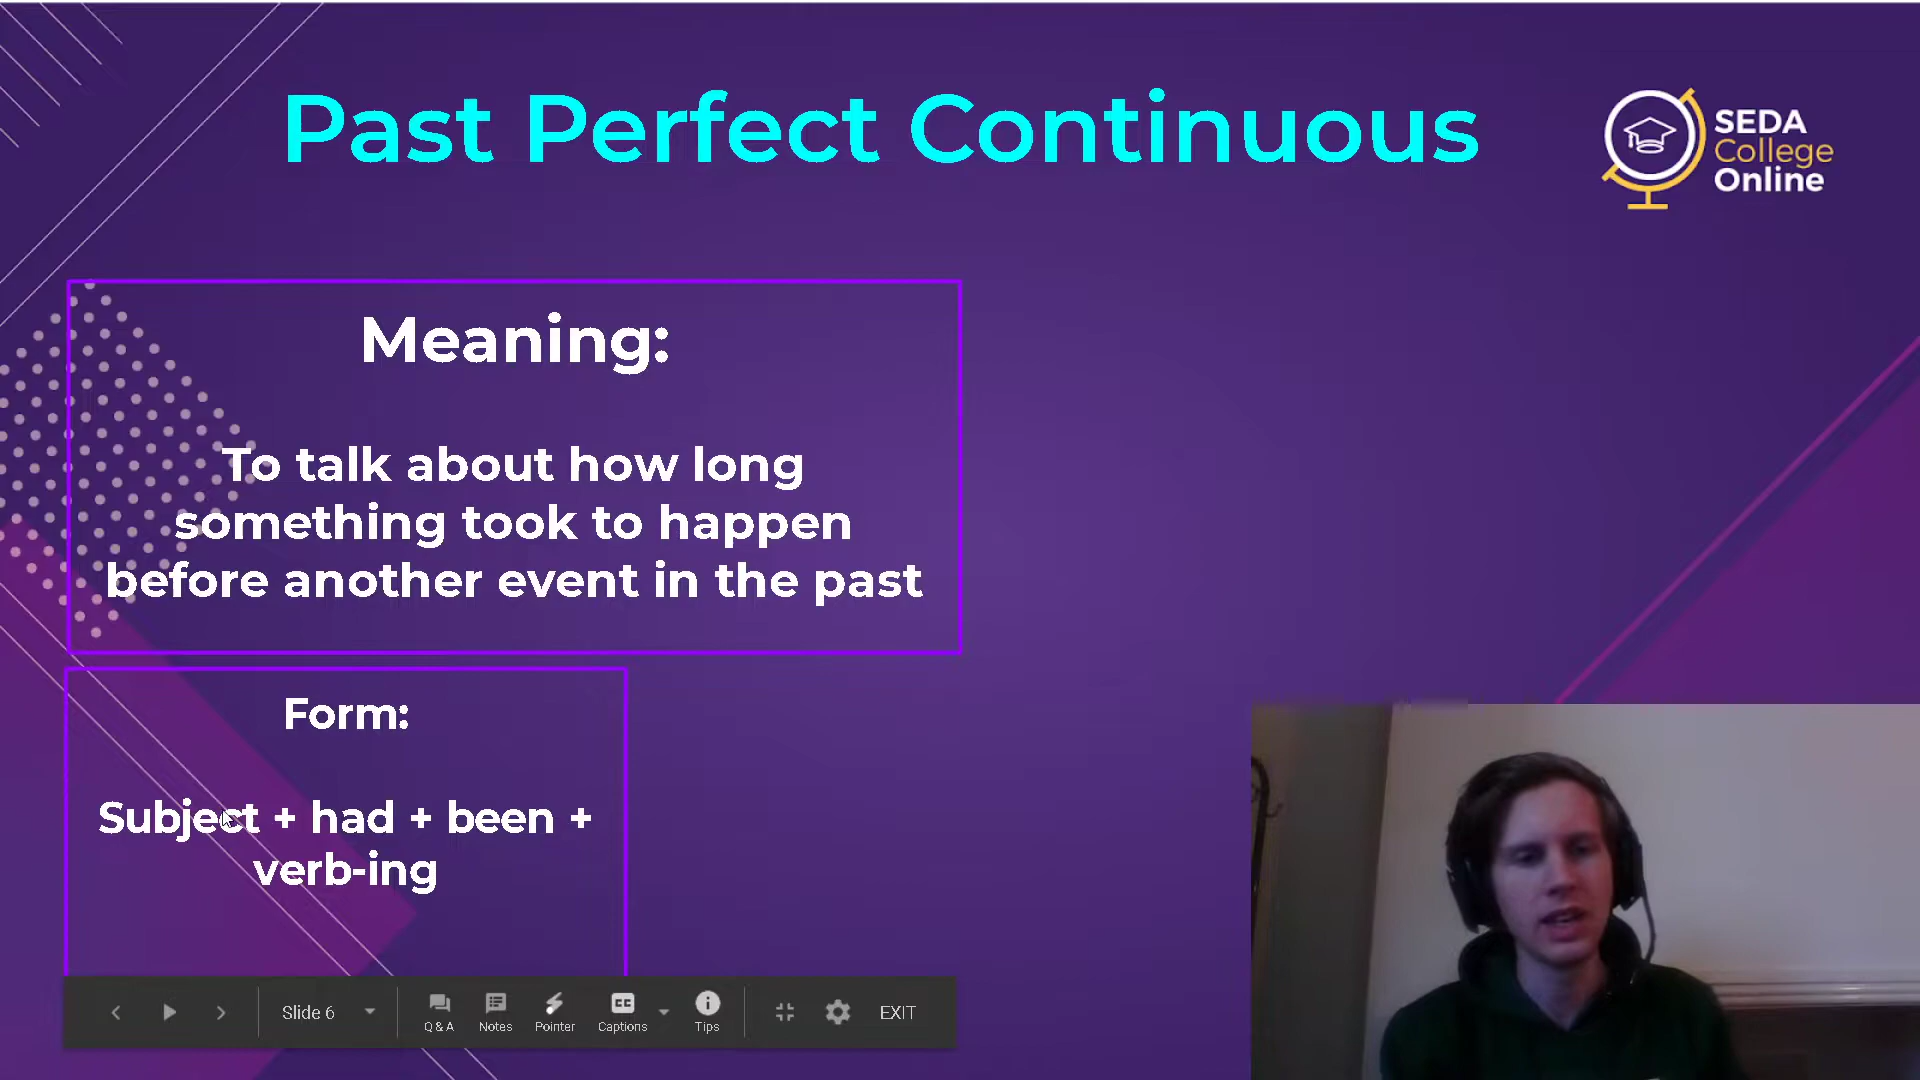 Past Perfect Continuous
SEDA
College
Online
Meaning:
To talk about how long
something took to happen
before another event in the past
Form:
Subject + had + been +
verb-ing
Slide 6
Q & A
Notes
Pointer
Captions
Tips
EXIT